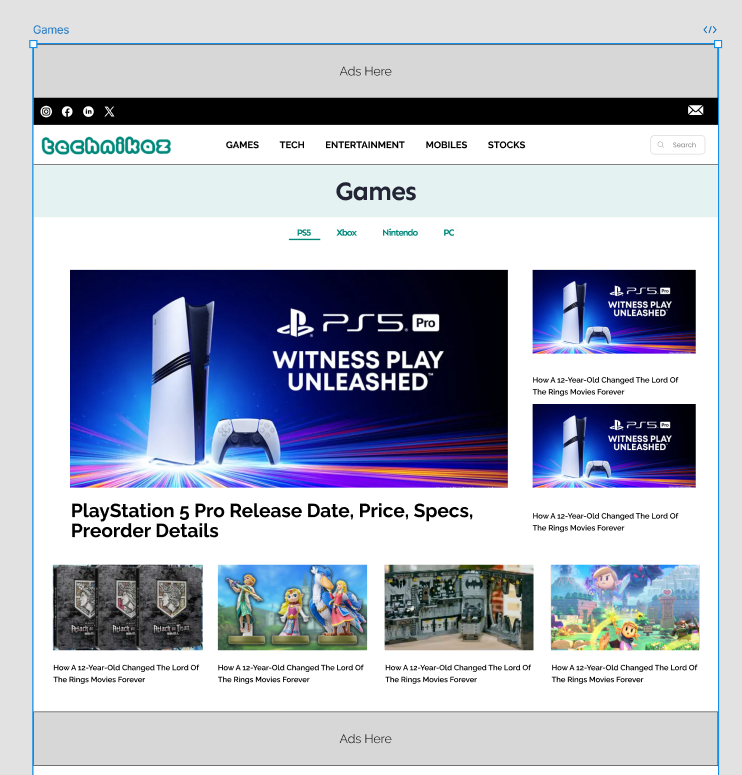 Games
</>
Ads Here
technikaz
GAMES TECH ENTERTAINMENT MOBILES STOCKS
Search
Games
PS5 Xbox Nintendo PC
PS5 Pro
WITNESS PLAY
UNLEASHED™
PS5 Pro
WITNESS PLAY
UNLEASHED
How A 12-Year-Old Changed The Lord Of
The Rings Movies Forever
PS5 Pro
WITNESS PLAY
UNLEASHED
How A 12-Year-Old Changed The Lord Of
The Rings Movies Forever
PlayStation 5 Pro Release Date, Price, Specs,
Preorder Details
Attack on Titan
How A 12-Year-Old Changed The Lord Of
The Rings Movies Forever
How A 12-Year-Old Changed The Lord Of
The Rings Movies Forever
How A 12-Year-Old Changed The Lord Of
The Rings Movies Forever
How A 12-Year-Old Changed The Lord Of
The Rings Movies Forever
Ads Here